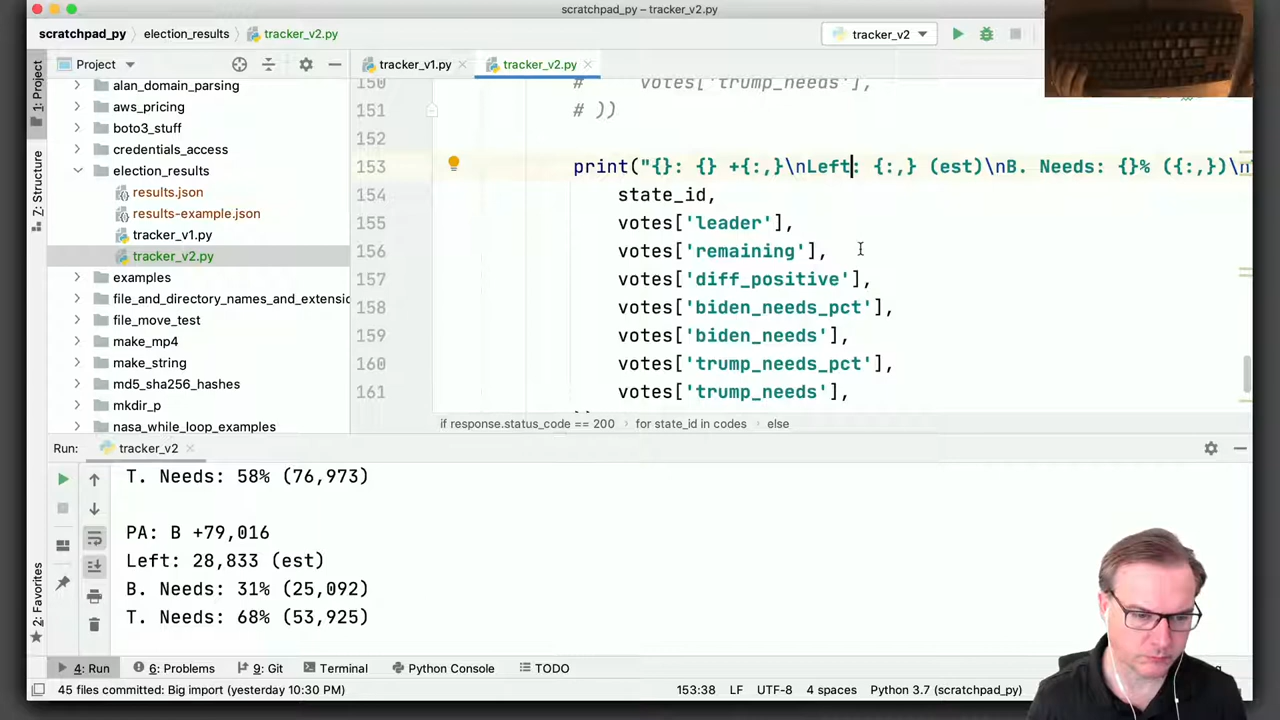 scratchpad_py – tracker_v2.py
scratchpad_py
election_results
tracker_v2.py
tracker_v2
Project
tracker_v1.py
tracker_v2.py
1: Project
Z: Structure
2: Favorites
alan_domain_parsing
aws_pricing
boto3_stuff
credentials_access
election_results
results.json
results-example.json
tracker_v1.py
tracker_v2.py
examples
file_and_directory_names_and_extensio
file_move_test
make_mp4
make_string
md5_sha256_hashes
mkdir_p
nasa_while_loop_examples
150 # votes['trump_needs'],
151 # ))
152
153 print("{}: {} +{:,}\nLeft: {:,} (est)\nB. Needs: {}% ({:,})\n
154 state_id,
155 votes['leader'],
156 votes['remaining'],
157 votes['diff_positive'],
158 votes['biden_needs_pct'],
159 votes['biden_needs'],
160 votes['trump_needs_pct'],
161 votes['trump_needs'],
if response.status_code == 200
for state_id in codes
else
Run:
tracker_v2
T. Needs: 58% (76,973)
PA: B +79,016
Left: 28,833 (est)
B. Needs: 31% (25,092)
T. Needs: 68% (53,925)
4: Run
6: Problems
9: Git
Terminal
Python Console
TODO
45 files committed: Big import (yesterday 10:30 PM)
153:38
LF
UTF-8
4 spaces
Python 3.7 (scratchpad_py)